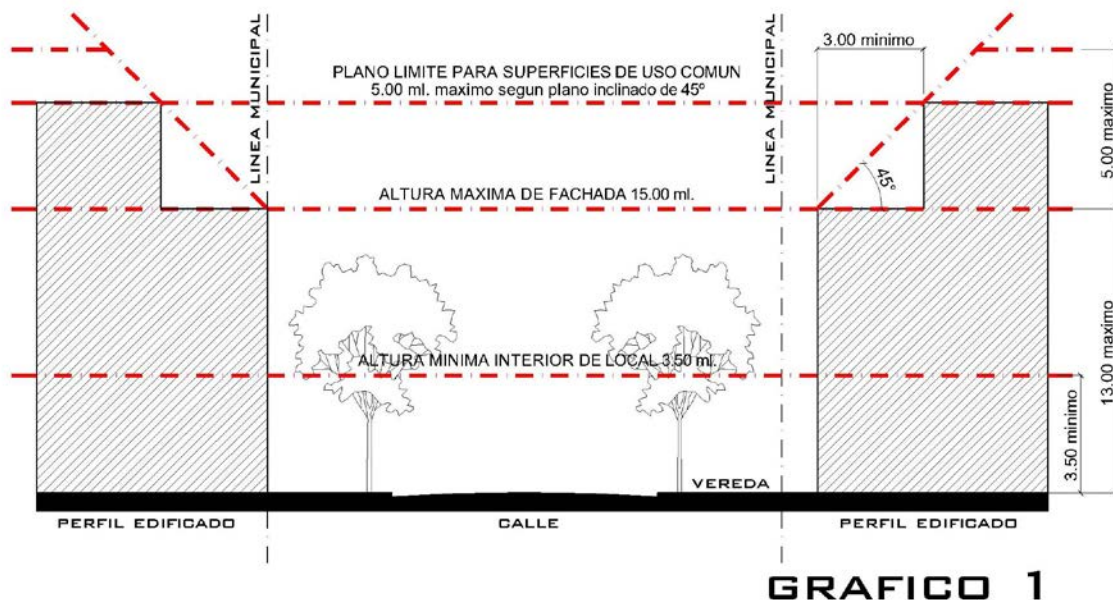 LINEA MUNICIPAL
LINEA MUNICIPAL
3.00 minimo
PLANO LIMITE PARA SUPERFICIES DE USO COMUN
5.00 ml. maximo segun plano inclinado de 45º
5.00 maximo
45º
ALTURA MAXIMA DE FACHADA 15.00 ml.
ALTURA MINIMA INTERIOR DE LOCAL 3.50 ml.
13.00 maximo
3.50 minimo
VEREDA
PERFIL EDIFICADO
CALLE
PERFIL EDIFICADO
GRAFICO 1